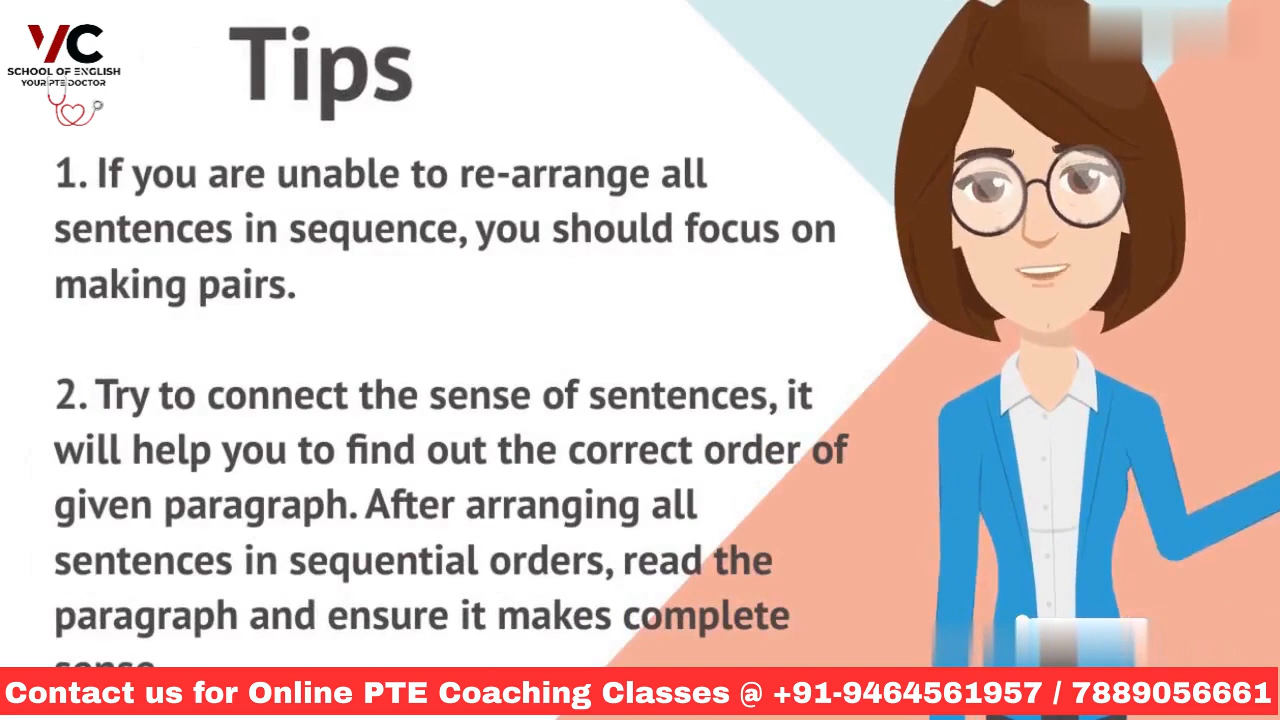 VC
SCHOOL OF ENGLISH
YOUR PTE DOCTOR
Tips
1. If you are unable to re-arrange all
sentences in sequence, you should focus on
making pairs.
2. Try to connect the sense of sentences, it
will help you to find out the correct order of
given paragraph. After arranging all
sentences in sequential orders, read the
paragraph and ensure it makes complete
sense.
Contact us for Online PTE Coaching Classes @ +91-9464561957 / 7889056661